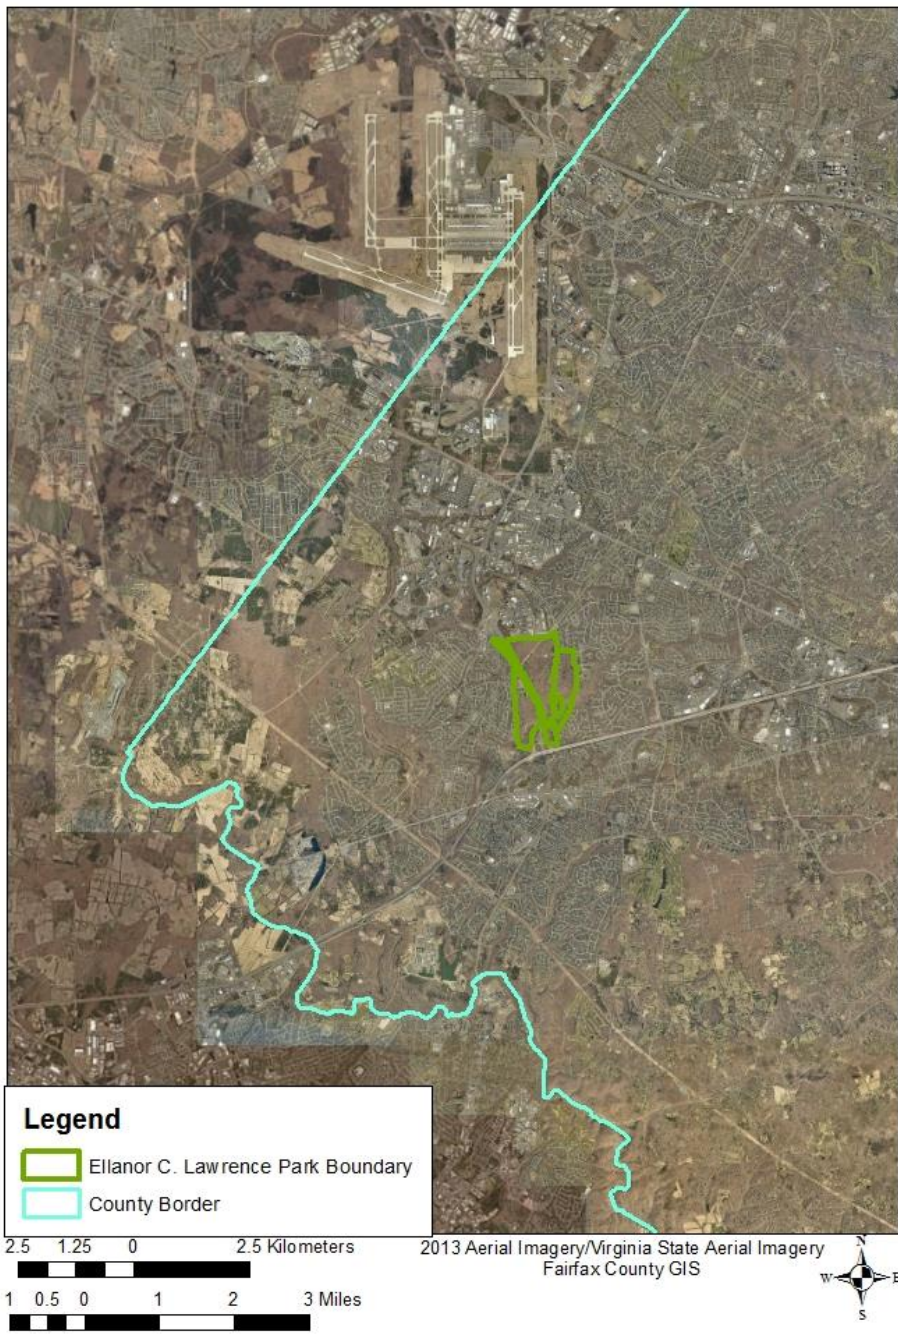 Legend
Ellanor C. Lawrence Park Boundary
County Border
2.5 1.25 0 2.5 Kilometers
1 0.5 0 1 2 3 Miles
2013 Aerial Imagery/Virginia State Aerial Imagery
Fairfax County GIS
N
W E
S